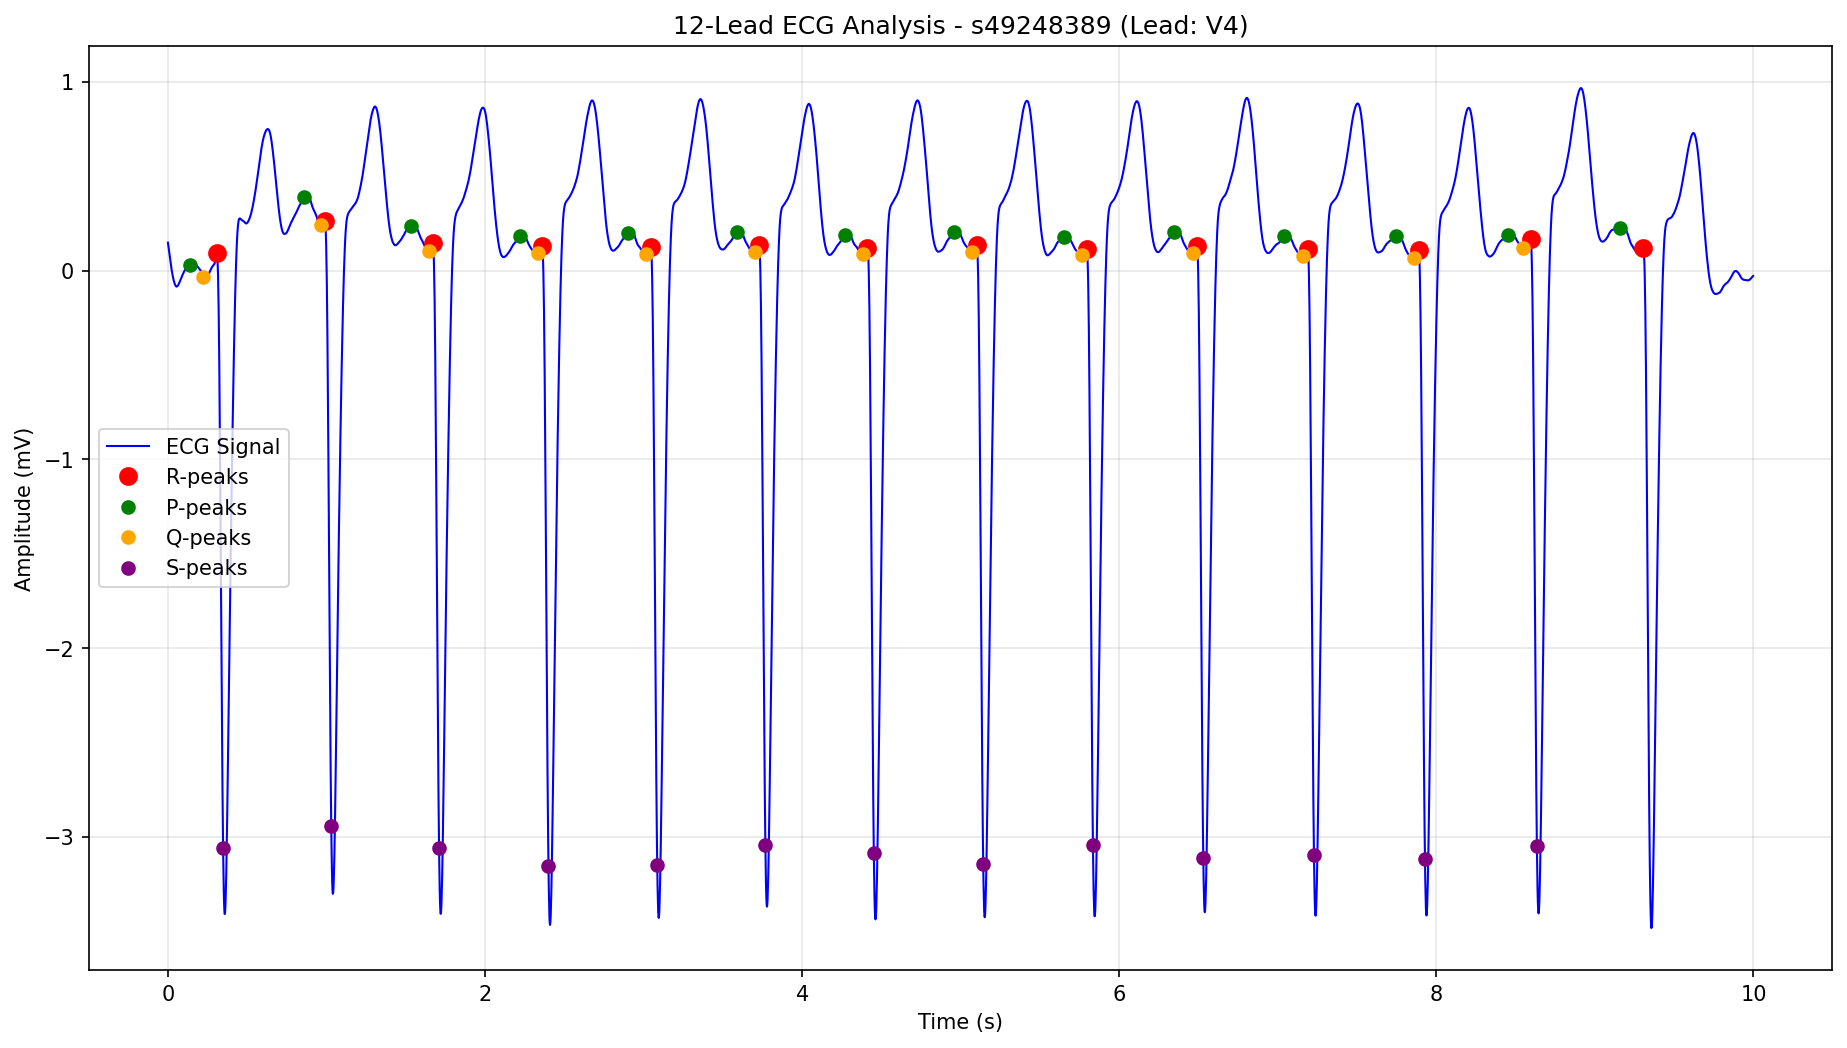 12-Lead ECG Analysis - s49248389 (Lead: V4)
1
0
−1
−2
−3
Amplitude (mV)
ECG Signal
R-peaks
P-peaks
Q-peaks
S-peaks
0
2
4
6
8
10
Time (s)